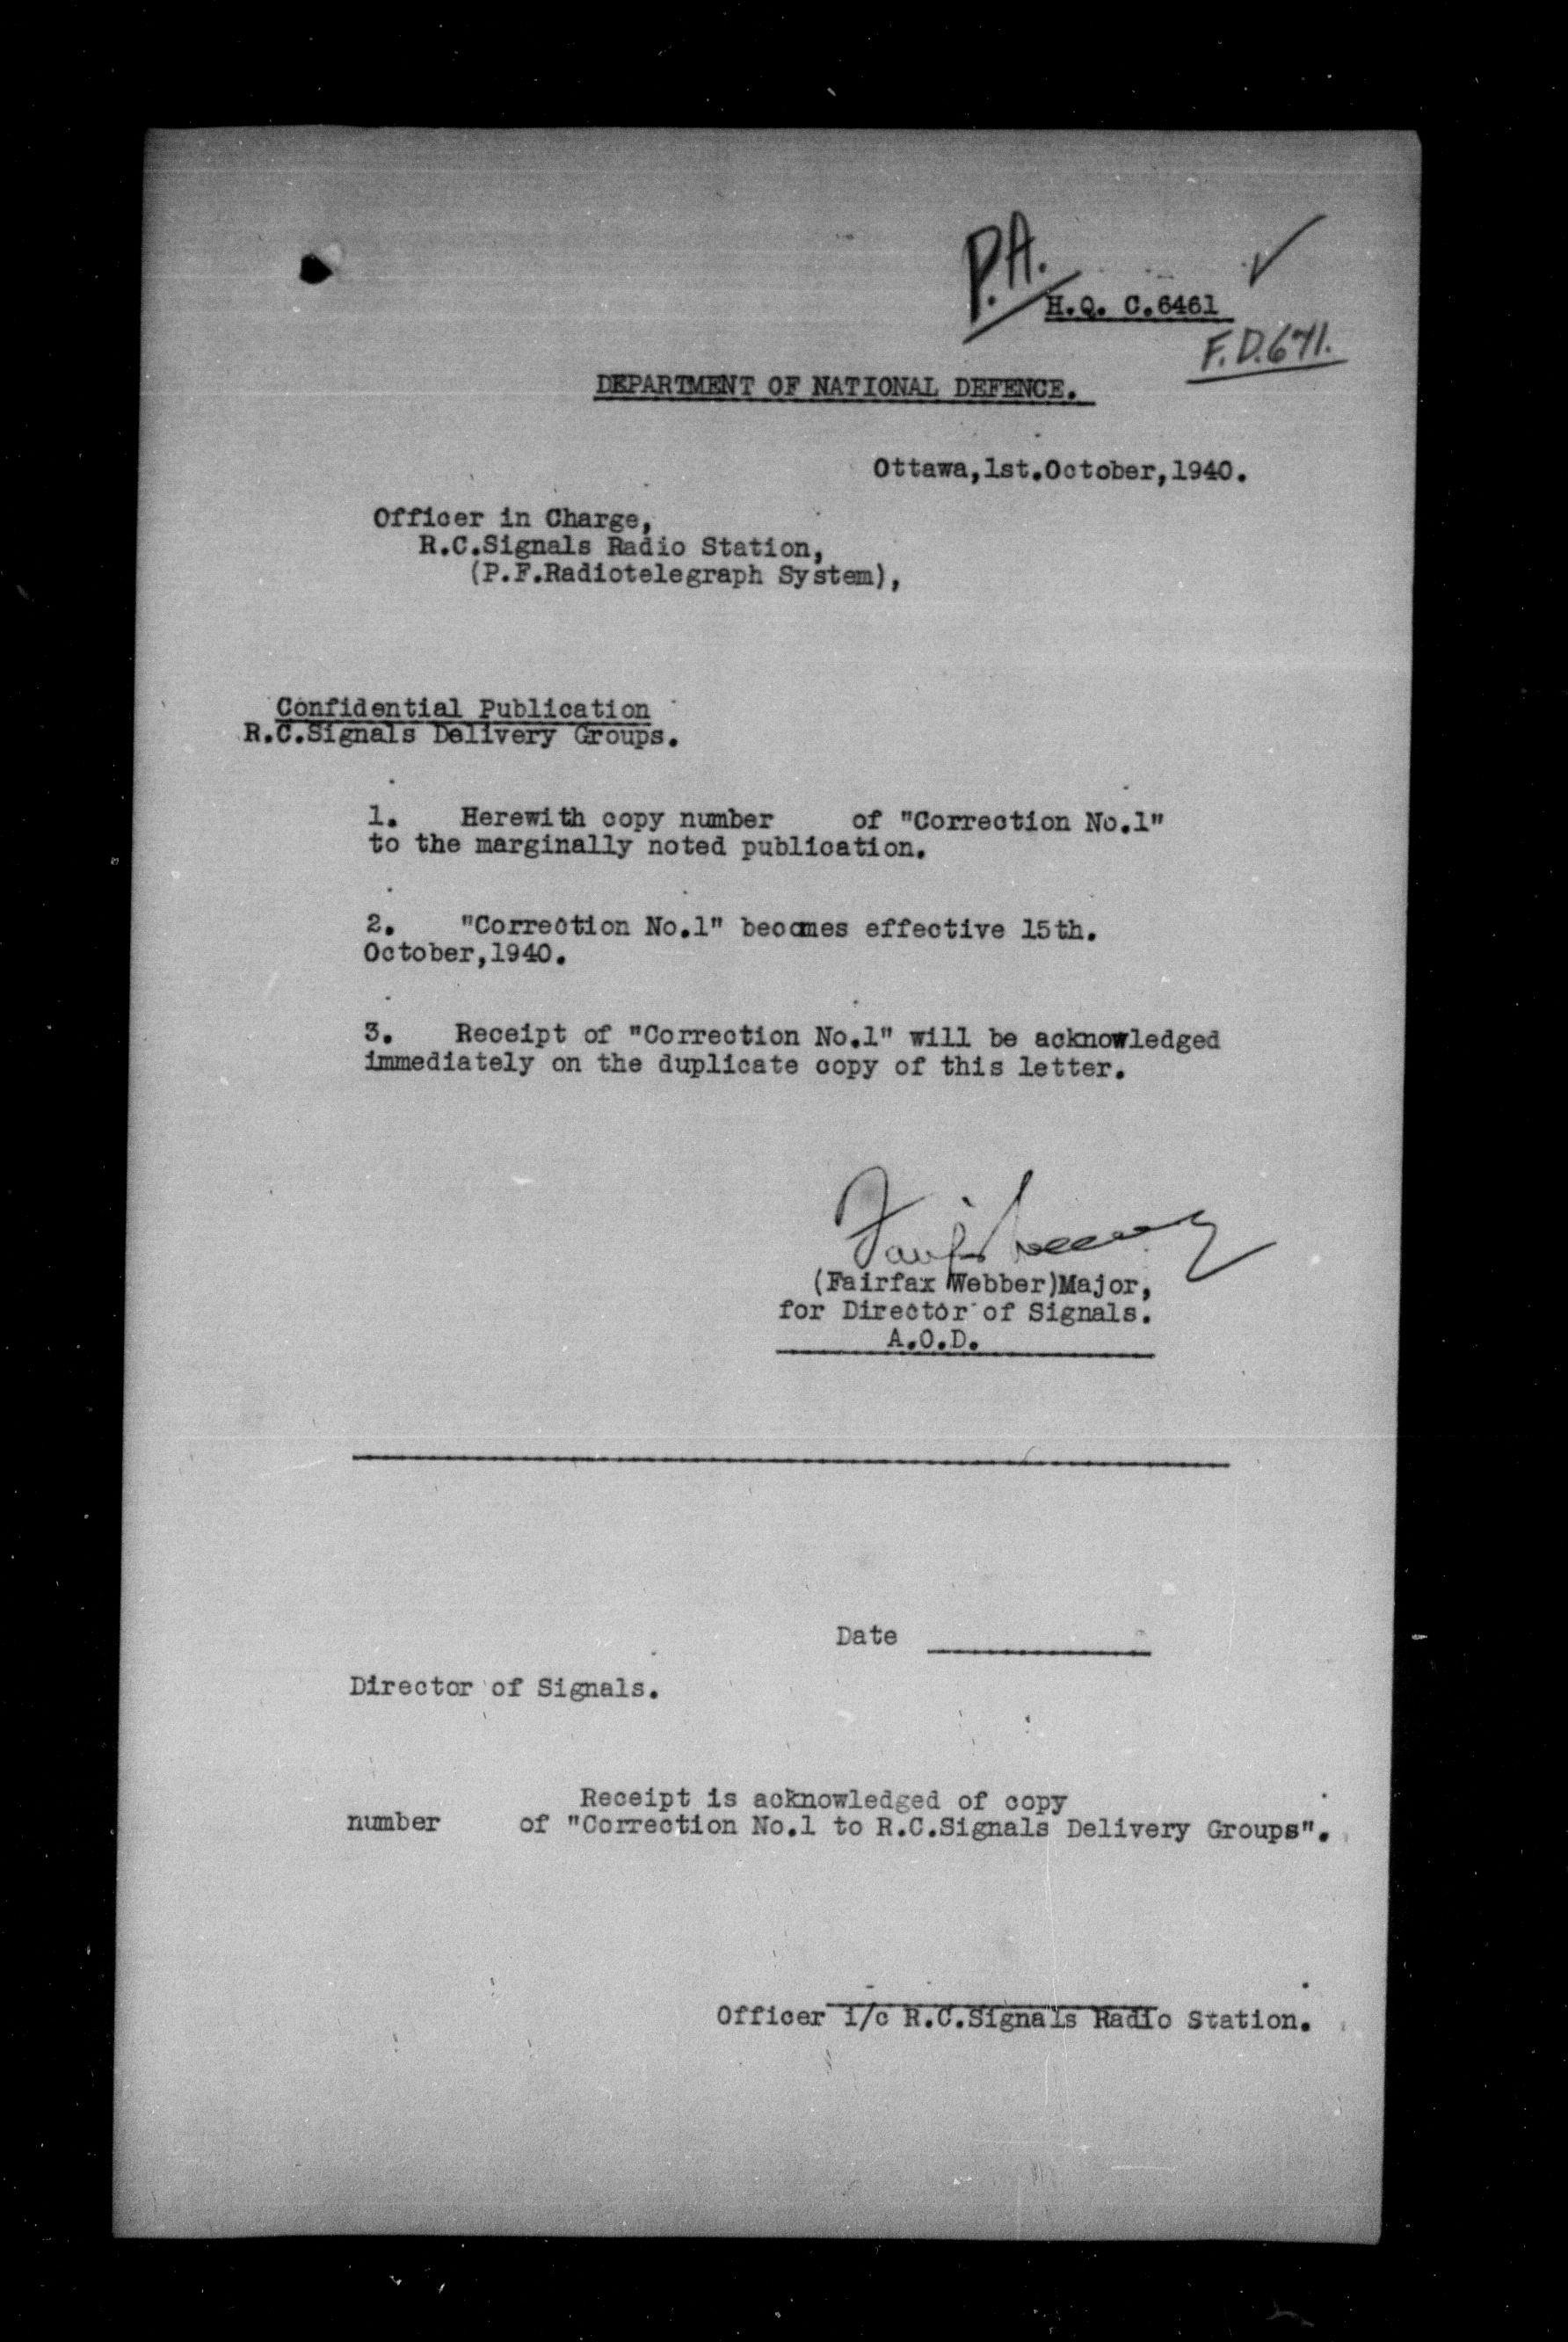 P.A.
H.Q. C.6461
F.D.671.
DEPARTMENT OF NATIONAL DEFENCE.
Ottawa,1st.October,1940.
Officer in Charge,
R.C.Signals Radio Station,
(P.F.Radiotelegraph System),
Confidential Publication
R.C.Signals Delivery Groups.
1. Herewith copy number of "Correction No.1"
to the marginally noted publication.
2. "Correction No.1" becomes effective 15th.
October,1940.
3. Receipt of "Correction No.1" will be acknowledged
immediately on the duplicate copy of this letter.
(Fairfax Webber)Major,
for Director of Signals.
A.O.D.
Date
Director of Signals.
Receipt is acknowledged of copy
number of "Correction No.1 to R.C.Signals Delivery Groups".
Officer i/c R.C.Signals Radio Station.